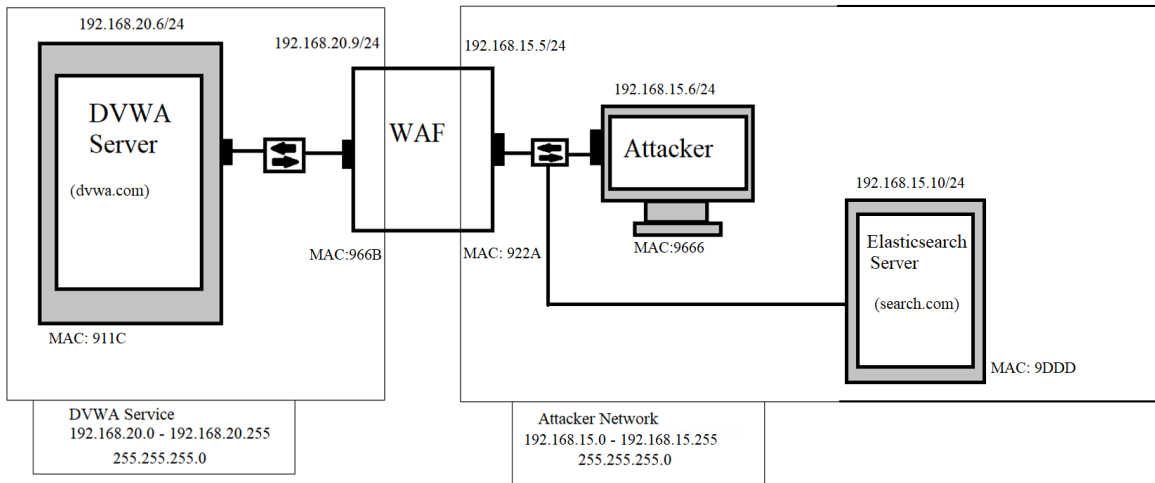 192.168.20.6/24
DVWA
Server
(dvwa.com)
MAC: 911C
192.168.20.9/24
192.168.15.5/24
WAF
MAC:966B
MAC: 922A
192.168.15.6/24
Attacker
MAC:9666
192.168.15.10/24
Elasticsearch
Server
(search.com)
MAC: 9DDD
DVWA Service
192.168.20.0 - 192.168.20.255
255.255.255.0
Attacker Network
192.168.15.0 - 192.168.15.255
255.255.255.0